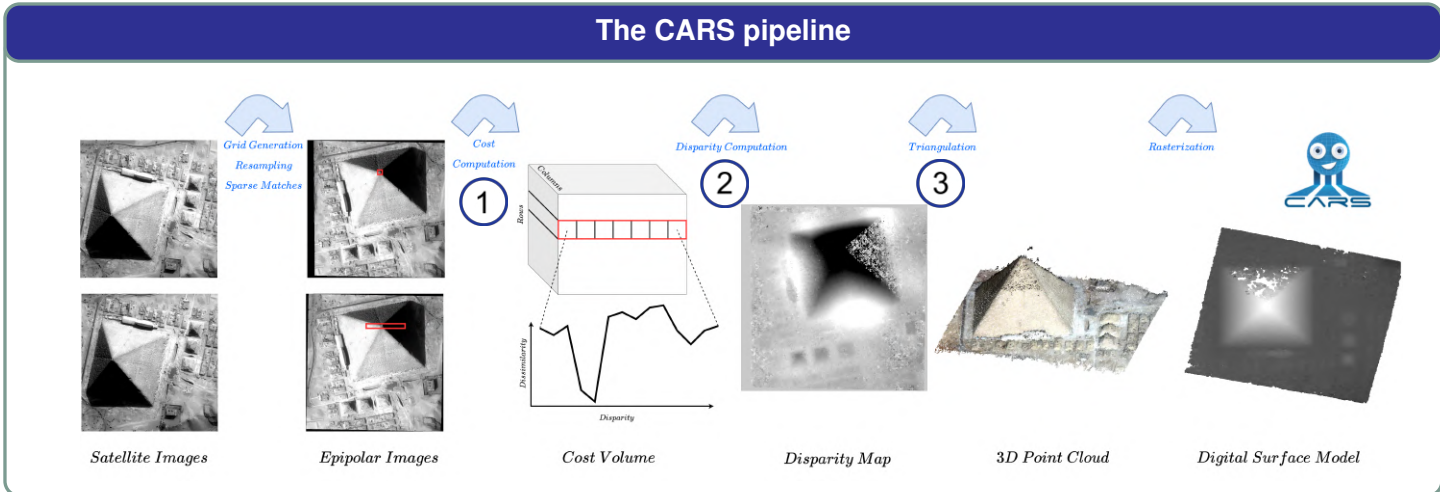 The CARS pipeline
Grid Generation
Resampling
Sparse Matches
Cost
Computation
1
Disparity Computation
2
Triangulation
3
Rasterization
CARS
Columns
Rows
Dissimilarity
Disparity
Satellite Images
Epipolar Images
Cost Volume
Disparity Map
3D Point Cloud
Digital Surface Model